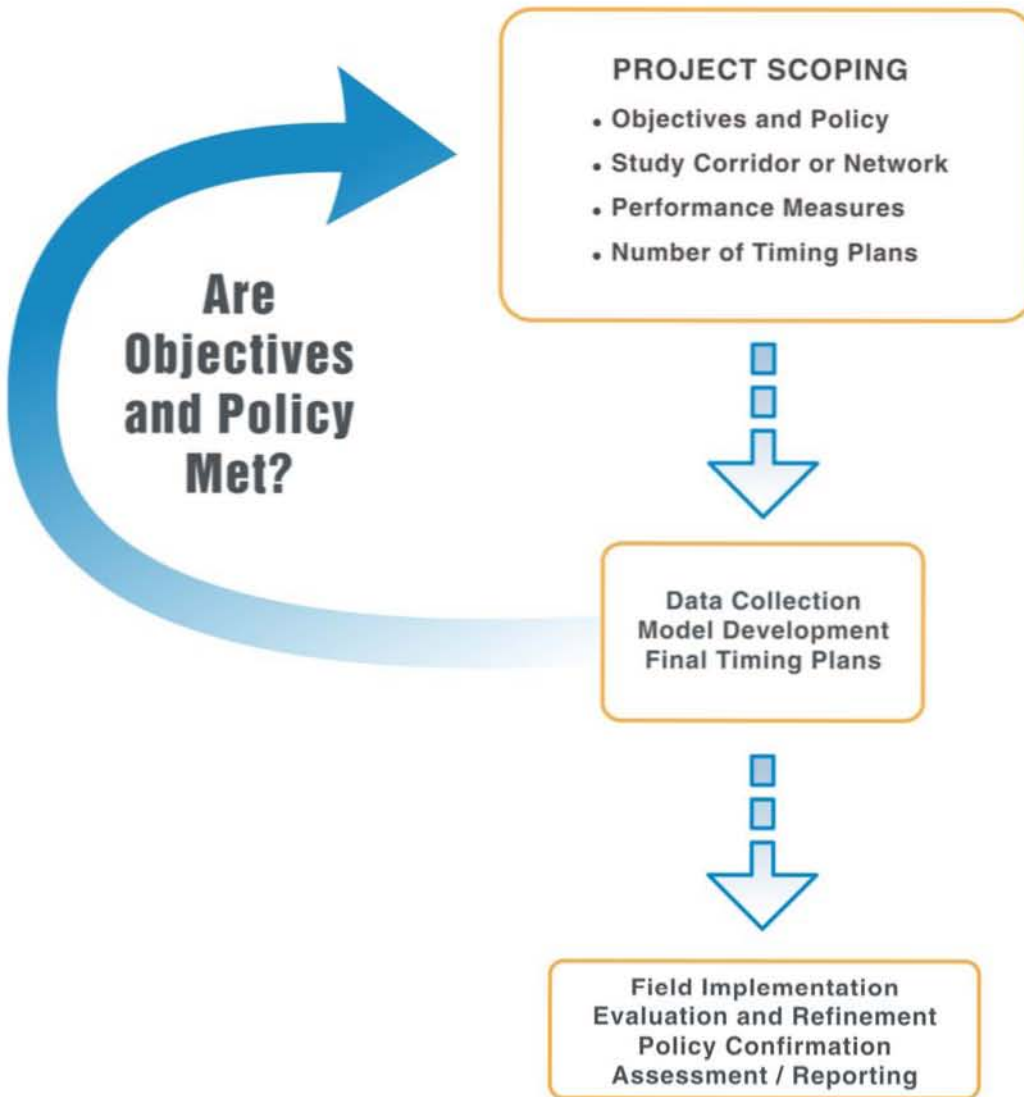 PROJECT SCOPING
• Objectives and Policy
• Study Corridor or Network
• Performance Measures
• Number of Timing Plans
Are
Objectives
and Policy
Met?
Data Collection
Model Development
Final Timing Plans
Field Implementation
Evaluation and Refinement
Policy Confirmation
Assessment / Reporting